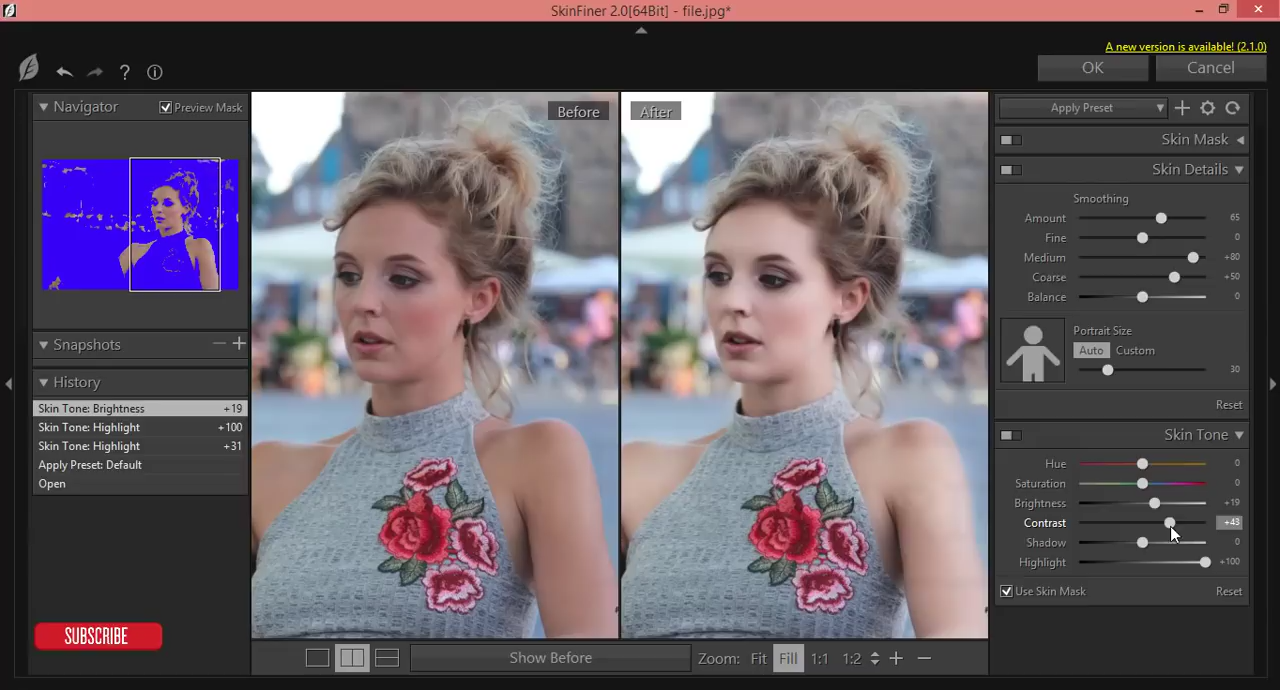 SkinFiner 2.0[64Bit] - file.jpg*
A new version is available! (2.1.0)
? OK Cancel
Navigator Preview Mask
Before
After
Apply Preset
Skin Mask
Skin Details
Smoothing
Amount 65
Fine 0
Medium +80
Coarse +50
Balance 0
Portrait Size
Auto Custom
30
Reset
Snapshots
History
Skin Tone: Brightness +19
Skin Tone: Highlight +100
Skin Tone: Highlight +31
Apply Preset: Default
Open
Skin Tone
Hue 0
Saturation 0
Brightness +19
Contrast +43
Shadow 0
Highlight +100
Use Skin Mask Reset
SUBSCRIBE
Show Before Zoom: Fit Fill 1:1 1:2